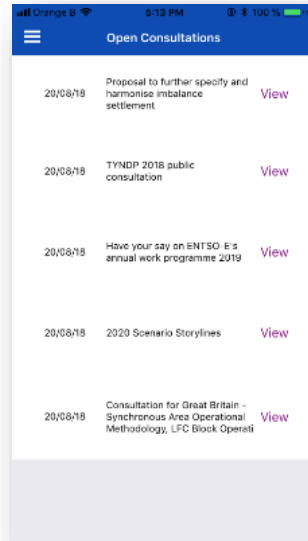 Orange B 5:13 PM 100 %
Open Consultations
Proposal to further specify and
20/08/18 harmonise imbalance View
settlement
20/08/18 TYNDP 2018 public View
consultation
20/08/18 Have your say on ENTSO-E's View
annual work programme 2019
20/08/18 2020 Scenario Storylines View
Consultation for Great Britain -
20/08/18 Synchronous Area Operational View
Methodology, LFC Block Operati